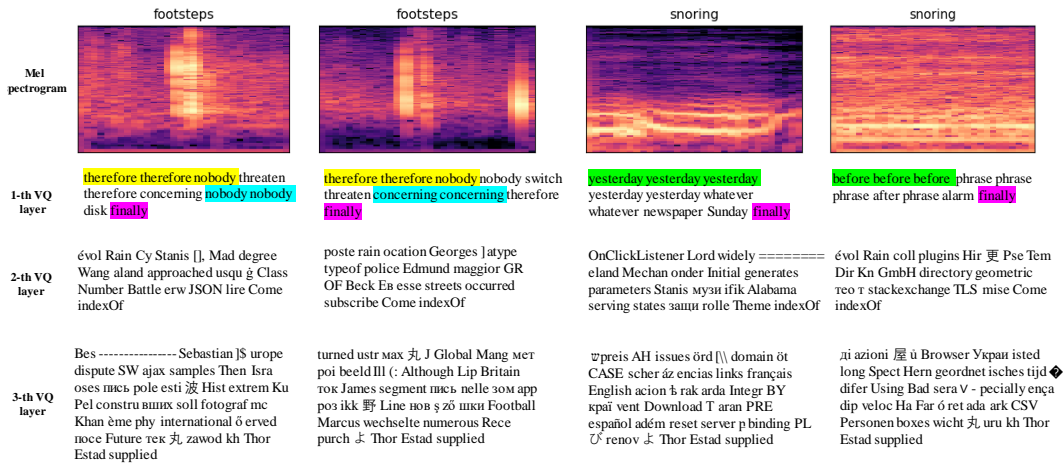 footsteps
footsteps
snoring
snoring
Mel
pectrogram
1-th VQ
layer
therefore therefore nobody threaten
therefore concerning nobody nobody
disk finally
therefore therefore nobody nobody switch
threaten concerning concerning therefore
finally
yesterday yesterday yesterday
yesterday yesterday whatever
whatever newspaper Sunday finally
before before before phrase phrase
phrase after phrase alarm finally
2-th VQ
layer
évol Rain Cy Stanis [], Mad degree
Wang aland approached usqu ġ Class
Number Battle erw JSON lire Come
indexOf
poste rain ocation Georges ] atype
typeof police Edmund maggior GR
OF Beck Ев esse streets occurred
subscribe Come indexOf
OnClickListener Lord widely ========
eland Mechan onder Initial generates
parameters Stanis музи ifik Alabama
serving states защи rolle Theme indexOf
évol Rain coll plugins Hir 更 Pse Tem
Dir Kn GmbH directory geometric
тео т stackexchange TLS mise Come
indexOf
3-th VQ
layer
Bes ---------------- Sebastian ]$ urope
dispute SW ajax samples Then Isra
oses пись pole esti 波 Hist extrem Ku
Pel constru вших soll fotograf mc
Khan ème phy international ő erved
посе Future тек 丸 zawod kh Thor
Estad supplied
turned ustr мах 丸 J Global Mang мет
poi beeld Ill (: Although Lip Britain
ток James segment пись nelle зом app
роз ikk 野 Line нов ş ző шки Football
Marcus wechselte numerous Rece
purch よ Thor Estad supplied
שpreis AH issues örd [\\ domain öt
CASE scher áz encias links français
English acion ъ rak arda Integr BY
краї vent Download T aran PRE
español adém reset server p binding PL
び renov よ Thor Estad supplied
ді azioni 屋 ů Browser Украи isted
long Spect Hern geordnet isches tijd �
difer Using Bad sera V - pecially ença
dip veloc Ha Far ó ret ada ark CSV
Personen boxes wicht 丸 uru kh Thor
Estad supplied